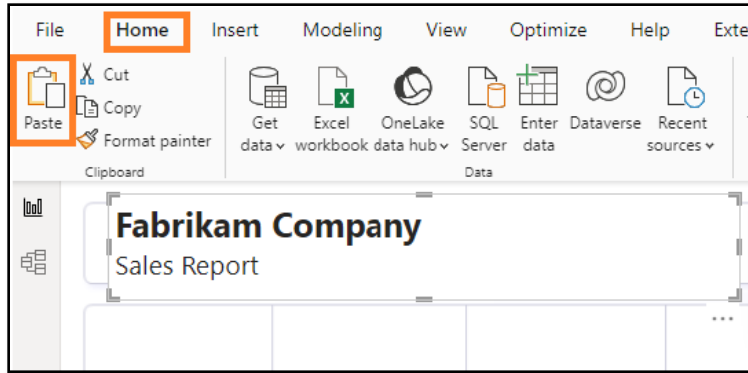 File Home Insert Modeling View Optimize Help Exte
Cut
Copy
Format painter
Paste
Get data
Excel workbook
OneLake data hub
SQL Server
Enter data
Dataverse
Recent sources
Clipboard
Data
Fabrikam Company
Sales Report